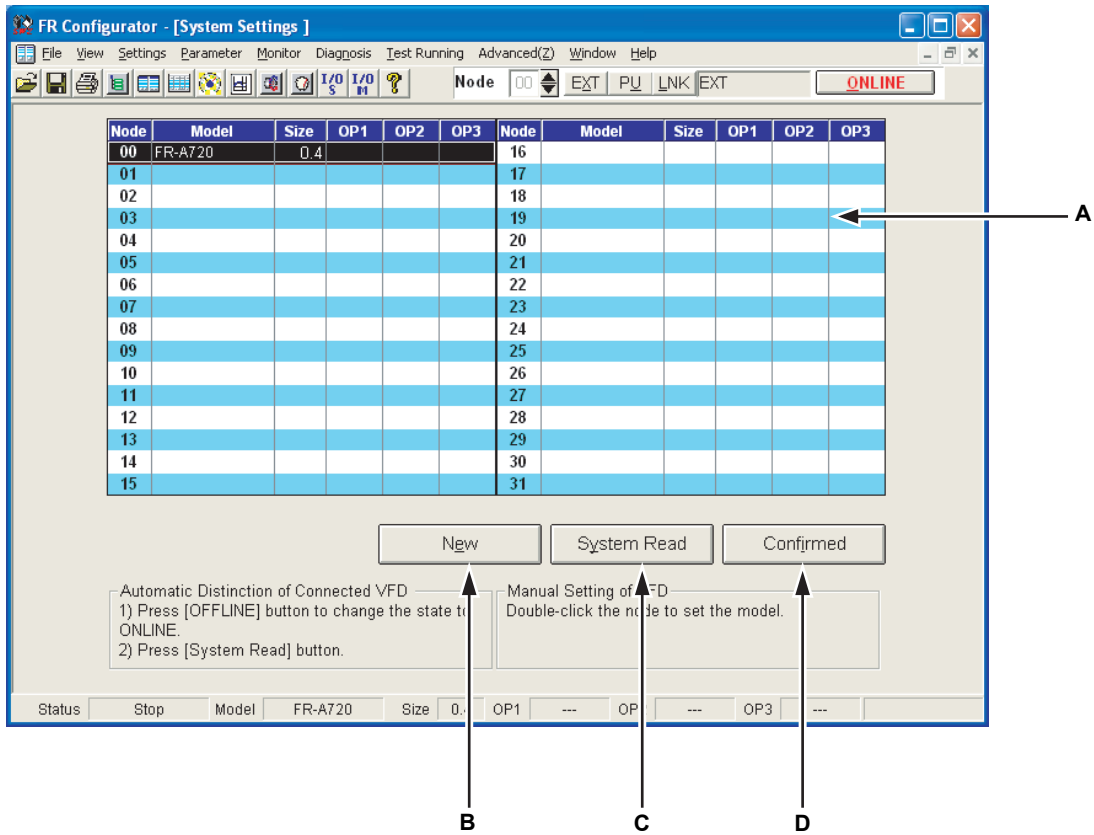 FR Configurator - [System Settings ]
File View Settings Parameter Monitor Diagnosis Test Running Advanced(Z) Window Help
I/O S I/O M ? Node 00 EXT PU LNK EXT ONLINE
Node Model Size OP1 OP2 OP3 Node Model Size OP1 OP2 OP3
00 FR-A720 0.4 16
01 17
02 18
03 19
A
04 20
05 21
06 22
07 23
08 24
09 25
10 26
11 27
12 28
13 29
14 30
15 31
New System Read Confirmed
Automatic Distinction of Connected VFD
1) Press [OFFLINE] button to change the state to
ONLINE.
2) Press [System Read] button.
Manual Setting of VFD
Double-click the node to set the model.
Status Stop Model FR-A720 Size 0.4 OP1 --- OP2 --- OP3 ---
B C D